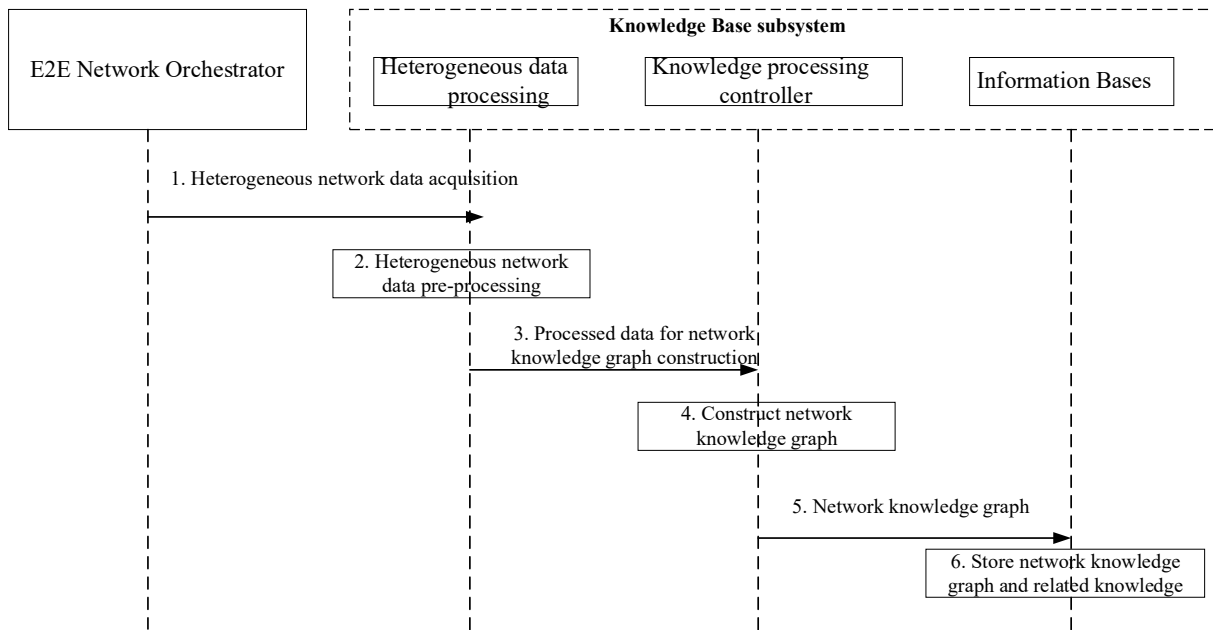 Knowledge Base subsystem
E2E Network Orchestrator
Heterogeneous data
processing
Knowledge processing
controller
Information Bases
1. Heterogeneous network data acquisition
2. Heterogeneous network
data pre-processing
3. Processed data for network
knowledge graph construction
4. Construct network
knowledge graph
5. Network knowledge graph
6. Store network knowledge
graph and related knowledge